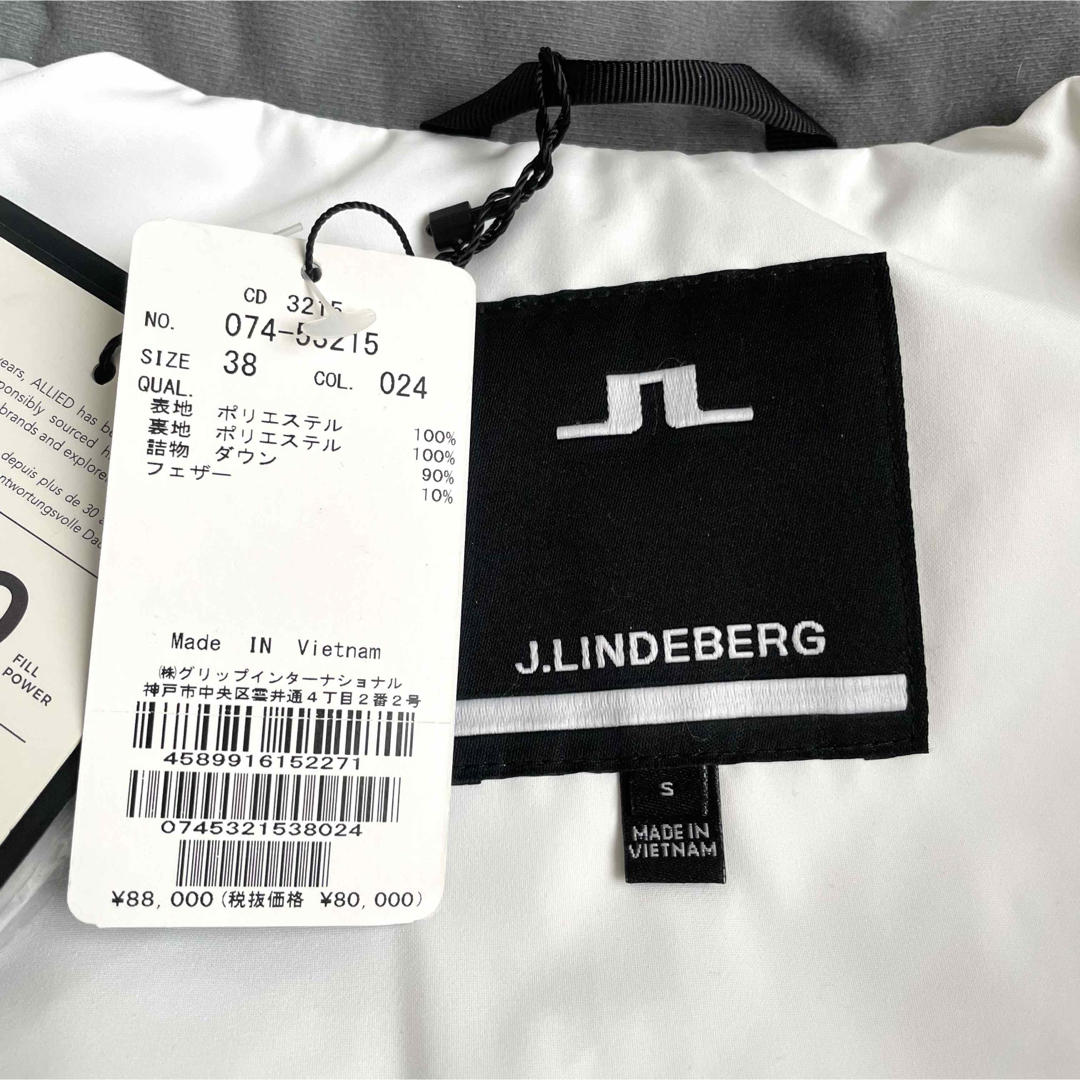 CD 3215
NO. 074-53215
SIZE 38 COL. 024
QUAL.
表地 ポリエステル 100%
裏地 ポリエステル 100%
詰物 ダウン 90%
フェザー 10%
Made IN Vietnam
㈱グリップインターナショナル
神戸市中央区雲井通4丁目2番2号
4589916152271
0745321538024
¥88,000(税抜価格 ¥80,000)
years, ALLIED has
sourced
brands and
depuis plus de 30
FILL
POWER
J.LINDEBERG
S
MADE IN
VIETNAM